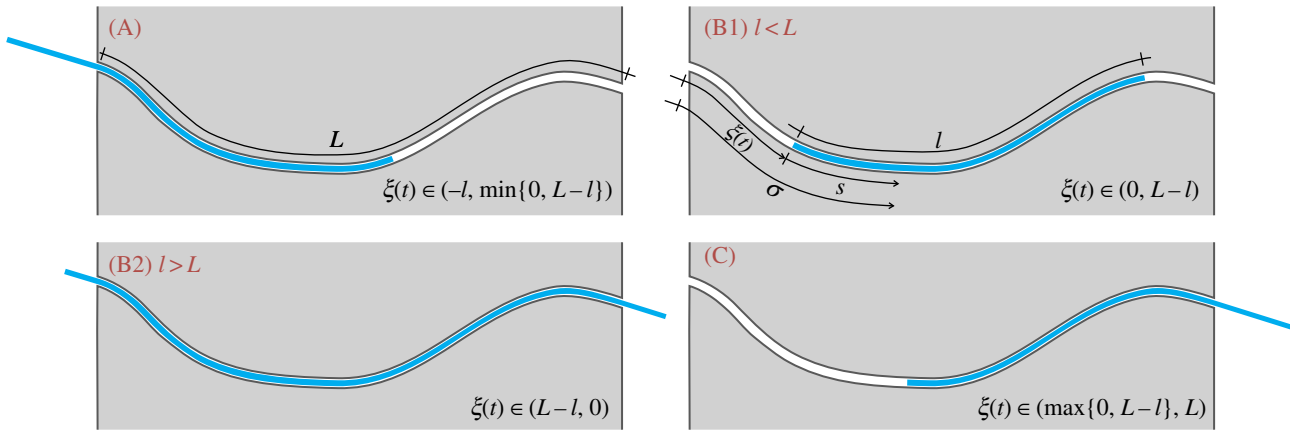 (A)
L
ξ(t) ∈ (–l, min{0, L – l})
(B1) l < L
ξ(t)
l
s
σ
ξ(t) ∈ (0, L – l)
(B2) l > L
ξ(t) ∈ (L – l, 0)
(C)
ξ(t) ∈ (max{0, L – l}, L)